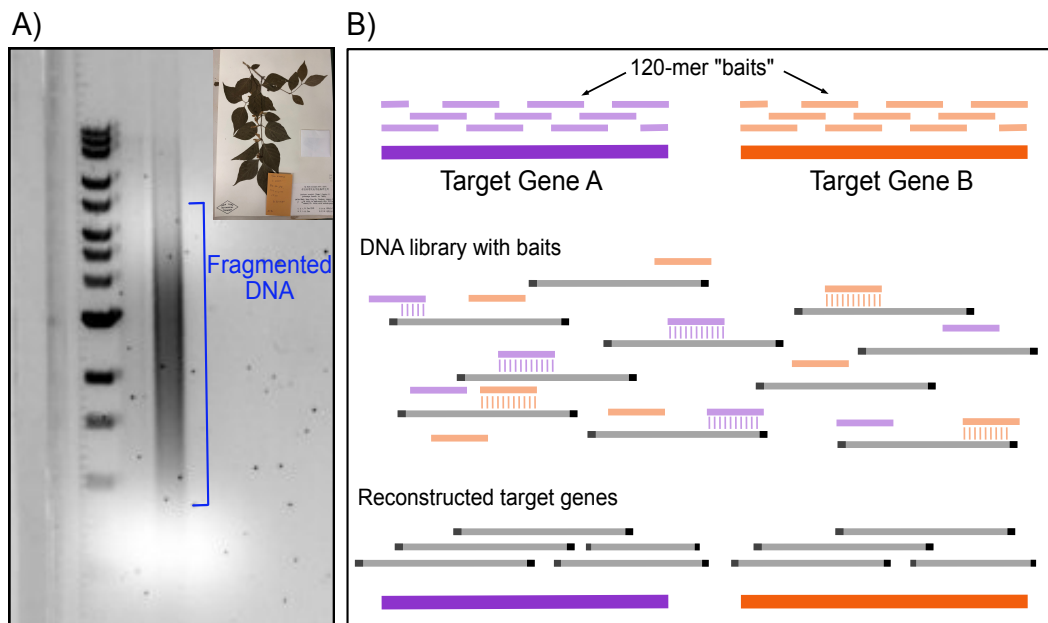 A)
Fragmented
DNA
B)
120-mer "baits"
Target Gene A
Target Gene B
DNA library with baits
Reconstructed target genes